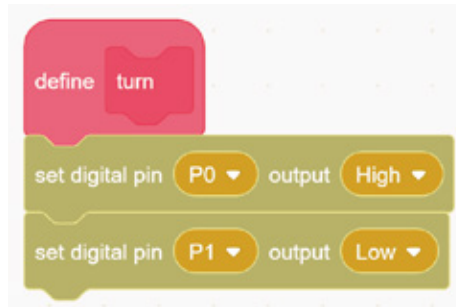 define turn
set digital pin P0 output High
set digital pin P1 output Low